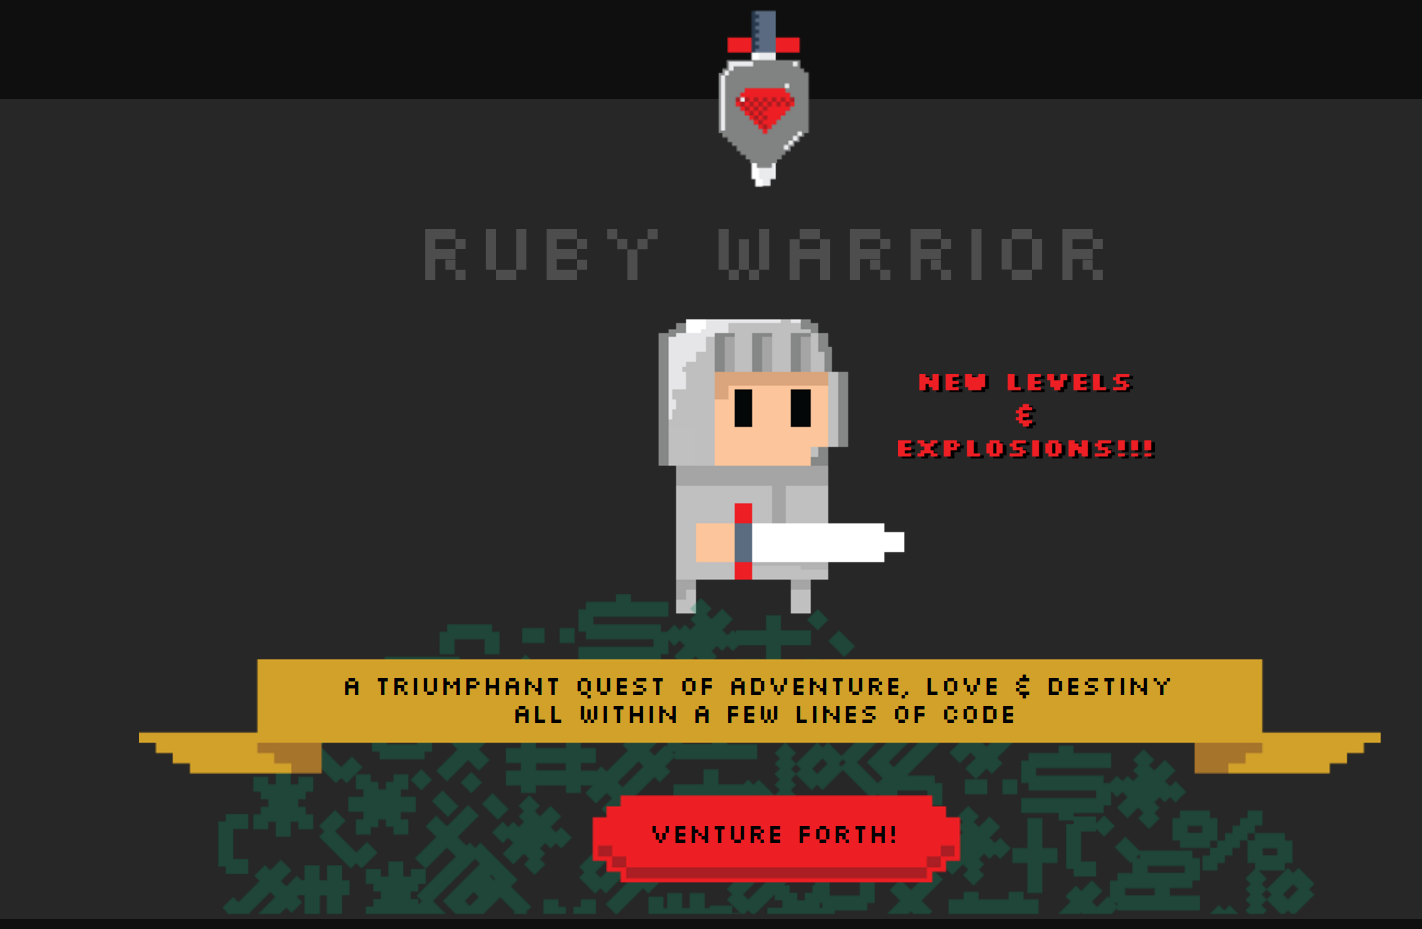 RUBY WARRIOR
NEW LEVELS
&
EXPLOSIONS!!!
A TRIUMPHANT QUEST OF ADVENTURE, LOVE & DESTINY
ALL WITHIN A FEW LINES OF CODE
VENTURE FORTH!